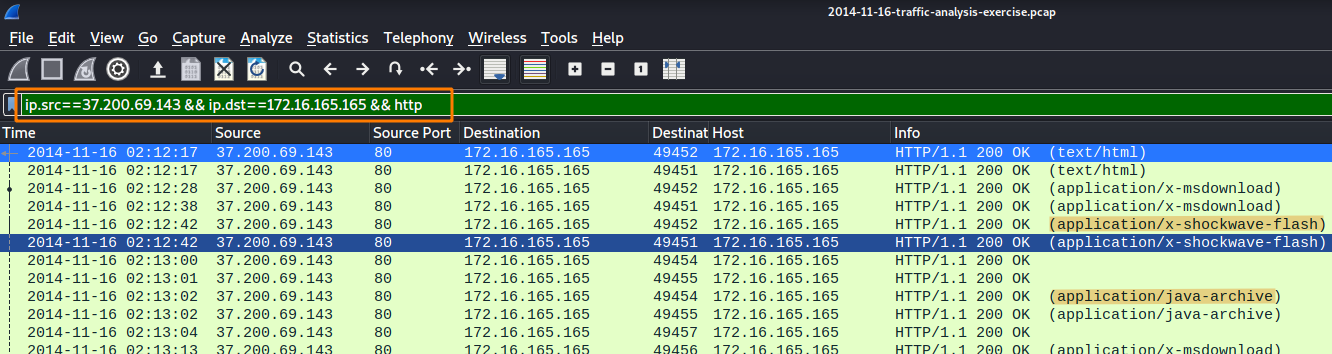 2014-11-16-traffic-analysis-exercise.pcap
File Edit View Go Capture Analyze Statistics Telephony Wireless Tools Help
ip.src==37.200.69.143 && ip.dst==172.16.165.165 && http
Time Source Source Port Destination Destinat Host Info
2014-11-16 02:12:17 37.200.69.143 80 172.16.165.165 49452 172.16.165.165 HTTP/1.1 200 OK (text/html)
2014-11-16 02:12:17 37.200.69.143 80 172.16.165.165 49451 172.16.165.165 HTTP/1.1 200 OK (text/html)
2014-11-16 02:12:28 37.200.69.143 80 172.16.165.165 49452 172.16.165.165 HTTP/1.1 200 OK (application/x-msdownload)
2014-11-16 02:12:38 37.200.69.143 80 172.16.165.165 49451 172.16.165.165 HTTP/1.1 200 OK (application/x-msdownload)
2014-11-16 02:12:42 37.200.69.143 80 172.16.165.165 49452 172.16.165.165 HTTP/1.1 200 OK (application/x-shockwave-flash)
2014-11-16 02:12:42 37.200.69.143 80 172.16.165.165 49451 172.16.165.165 HTTP/1.1 200 OK (application/x-shockwave-flash)
2014-11-16 02:13:00 37.200.69.143 80 172.16.165.165 49454 172.16.165.165 HTTP/1.1 200 OK
2014-11-16 02:13:01 37.200.69.143 80 172.16.165.165 49455 172.16.165.165 HTTP/1.1 200 OK
2014-11-16 02:13:02 37.200.69.143 80 172.16.165.165 49454 172.16.165.165 HTTP/1.1 200 OK (application/java-archive)
2014-11-16 02:13:02 37.200.69.143 80 172.16.165.165 49455 172.16.165.165 HTTP/1.1 200 OK (application/java-archive)
2014-11-16 02:13:04 37.200.69.143 80 172.16.165.165 49457 172.16.165.165 HTTP/1.1 200 OK
2014-11-16 02:13:13 37.200.69.143 80 172.16.165.165 49456 172.16.165.165 HTTP/1.1 200 OK (application/x-msdownload)